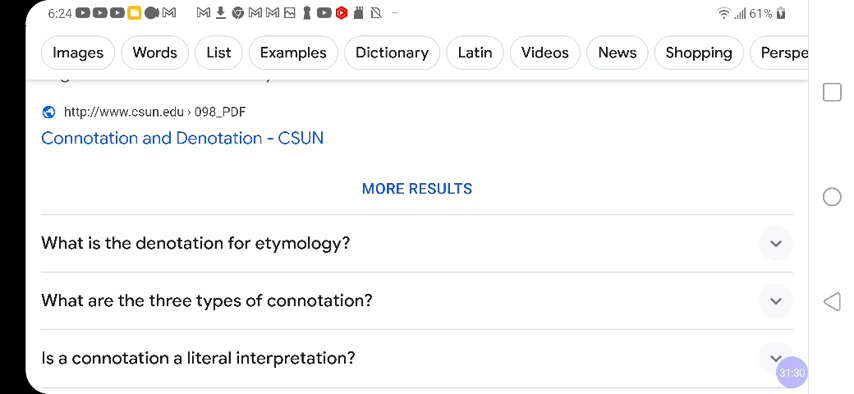 6:24 61%
Images Words List Examples Dictionary Latin Videos News Shopping Perspe
http://www.csun.edu › 098_PDF
Connotation and Denotation - CSUN
MORE RESULTS
What is the denotation for etymology?
What are the three types of connotation?
Is a connotation a literal interpretation?
31:30